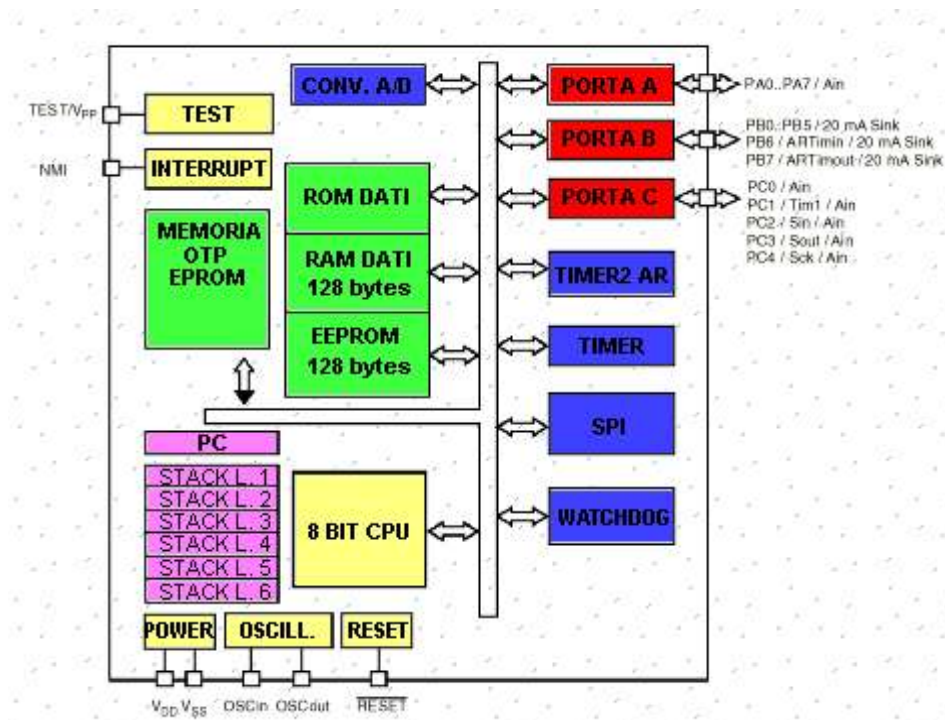 CONV. A/D
PORTA A
PA0..PA7 / Ain
TEST/VPP
TEST
PORTA B
PB0..PB5 / 20 mA Sink
PB6 / ARTimin / 20 mA Sink
PB7 / ARTimout / 20 mA Sink
NMI
INTERRUPT
ROM DATI
PORTA C
PC0 / Ain
PC1 / Tim1 / Ain
PC2 / Sin / Ain
PC3 / Sout / Ain
PC4 / Sck / Ain
MEMORIA
OTP
EPROM
RAM DATI
128 bytes
TIMER2 AR
EEPROM
128 bytes
TIMER
SPI
PC
STACK L. 1
STACK L. 2
STACK L. 3
STACK L. 4
STACK L. 5
STACK L. 6
8 BIT CPU
WATCHDOG
POWER
OSCILL.
RESET
VDD VSS OSCin OSCout RESET